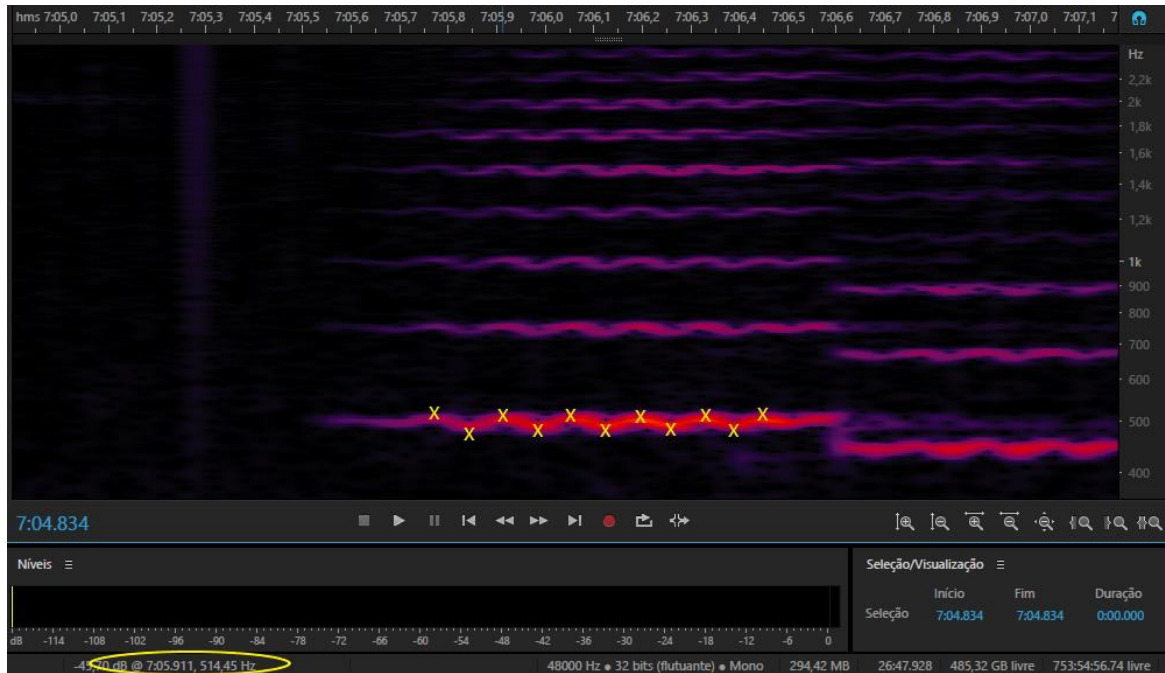 hms 7:05,0 7:05,1 7:05,2 7:05,3 7:05,4 7:05,5 7:05,6 7:05,7 7:05,8 7:05,9 7:06,0 7:06,1 7:06,2 7:06,3 7:06,4 7:06,5 7:06,6 7:06,7 7:06,8 7:06,9 7:07,0 7:07,1 7
Hz
2,2k
2k
1,8k
1,6k
1,4k
1,2k
1k
900
800
700
600
X X X X X X
500
X X X X X
400
7:04.834
Níveis
Seleção/Visualização
Início Fim Duração
Seleção 7:04.834 7:04.834 0:00.000
dB -114 -108 -102 -96 -90 -84 -78 -72 -66 -60 -54 -48 -42 -36 -30 -24 -18 -12 -6 0
-45,70 dB @ 7:05.911, 514,45 Hz 48000 Hz ● 32 bits (flutuante) ● Mono 294,42 MB 26:47.928 485,32 GB livre 753:54:56.74 livre